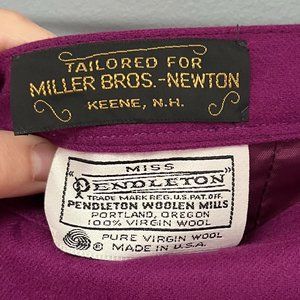 TAILORED FOR
MILLER BROS.-NEWTON
KEENE, N.H.
MISS
"PENDLETON"
TRADE MARK REG. U.S. PAT. OFF.
PENDLETON WOOLEN MILLS
PORTLAND, OREGON
100% VIRGIN WOOL
PURE VIRGIN WOOL
MADE IN U.S.A.